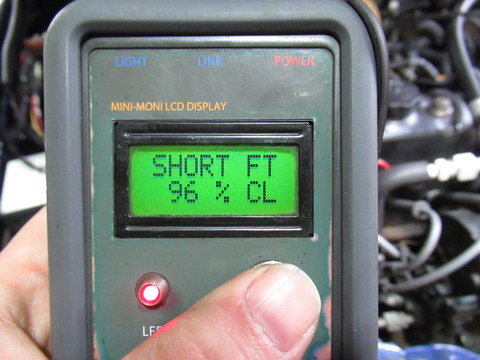 LIGHT LINK POWER
MINI-MONI LCD DISPLAY
SHORT FT
96 % CL